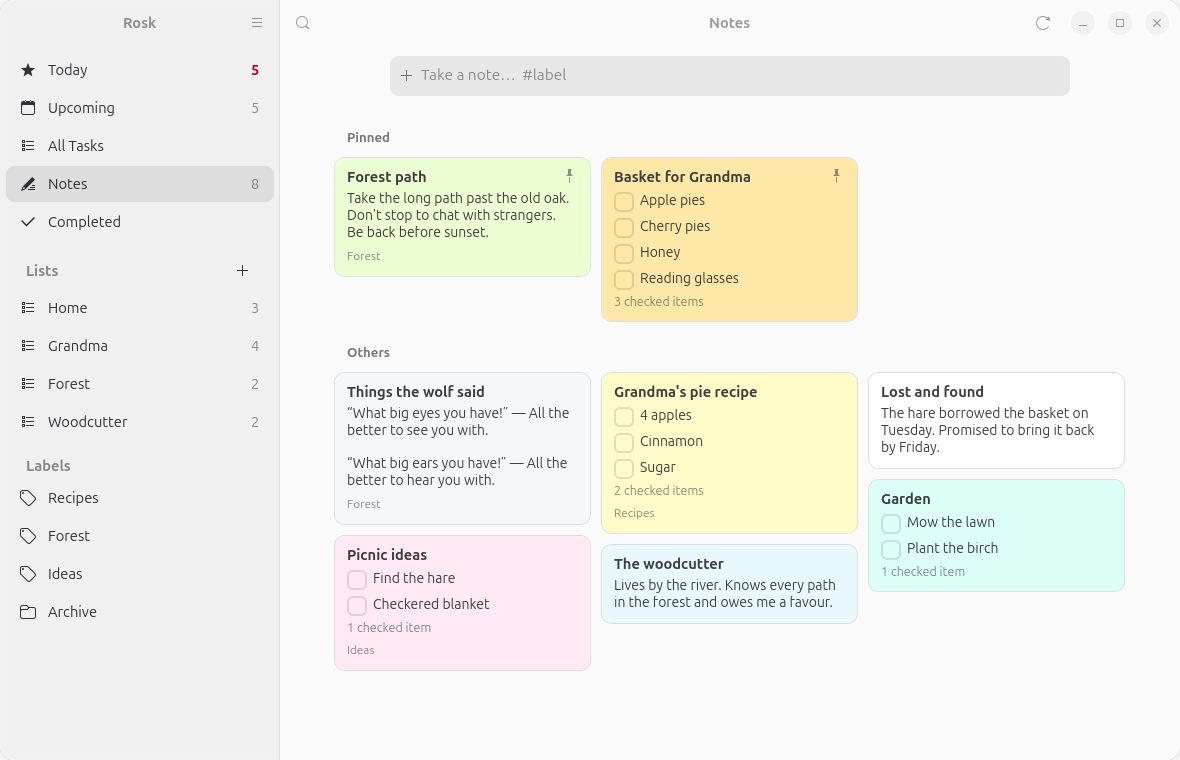 Rosk
Today 5
Upcoming 5
All Tasks
Notes 8
Completed
Lists
Home 3
Grandma 4
Forest 2
Woodcutter 2
Labels
Recipes
Forest
Ideas
Archive
Notes
Take a note… #label
Pinned
Forest path
Take the long path past the old oak.
Don't stop to chat with strangers.
Be back before sunset.
Forest
Basket for Grandma
Apple pies
Cherry pies
Honey
Reading glasses
3 checked items
Others
Things the wolf said
“What big eyes you have!” — All the
better to see you with.
“What big ears you have!” — All the
better to hear you with.
Forest
Picnic ideas
Find the hare
Checkered blanket
1 checked item
Ideas
Grandma's pie recipe
4 apples
Cinnamon
Sugar
2 checked items
Recipes
The woodcutter
Lives by the river. Knows every path
in the forest and owes me a favour.
Lost and found
The hare borrowed the basket on
Tuesday. Promised to bring it back
by Friday.
Garden
Mow the lawn
Plant the birch
1 checked item